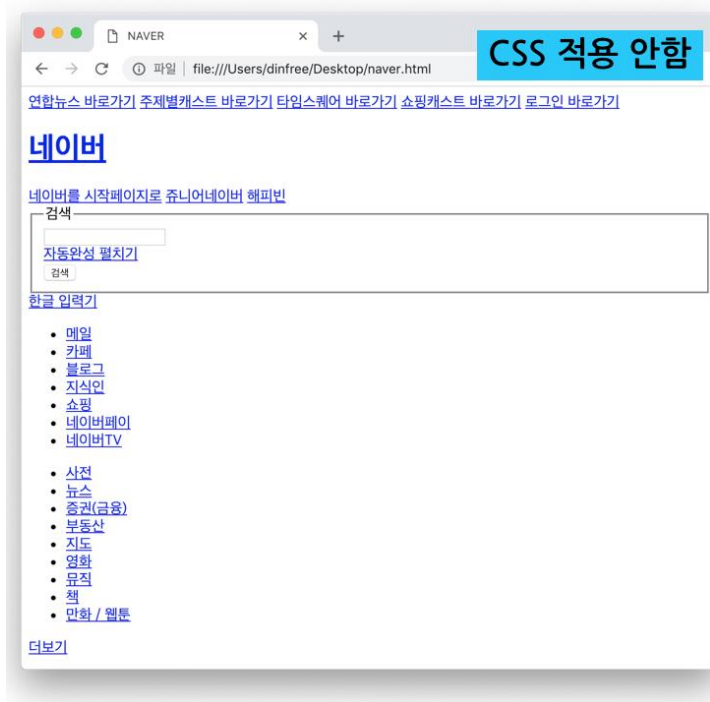 NAVER
CSS 적용 안함
파일 file:///Users/dinfree/Desktop/naver.html
연합뉴스 바로가기 주제별캐스트 바로가기 타임스퀘어 바로가기 쇼핑캐스트 바로가기 로그인 바로가기
네이버
네이버를 시작페이지로 쥬니어네이버 해피빈
검색
자동완성 펼치기
검색
한글 입력기
메일
카페
블로그
지식인
쇼핑
네이버페이
네이버TV
사전
뉴스
증권(금융)
부동산
지도
영화
뮤직
책
만화 / 웹툰
더보기